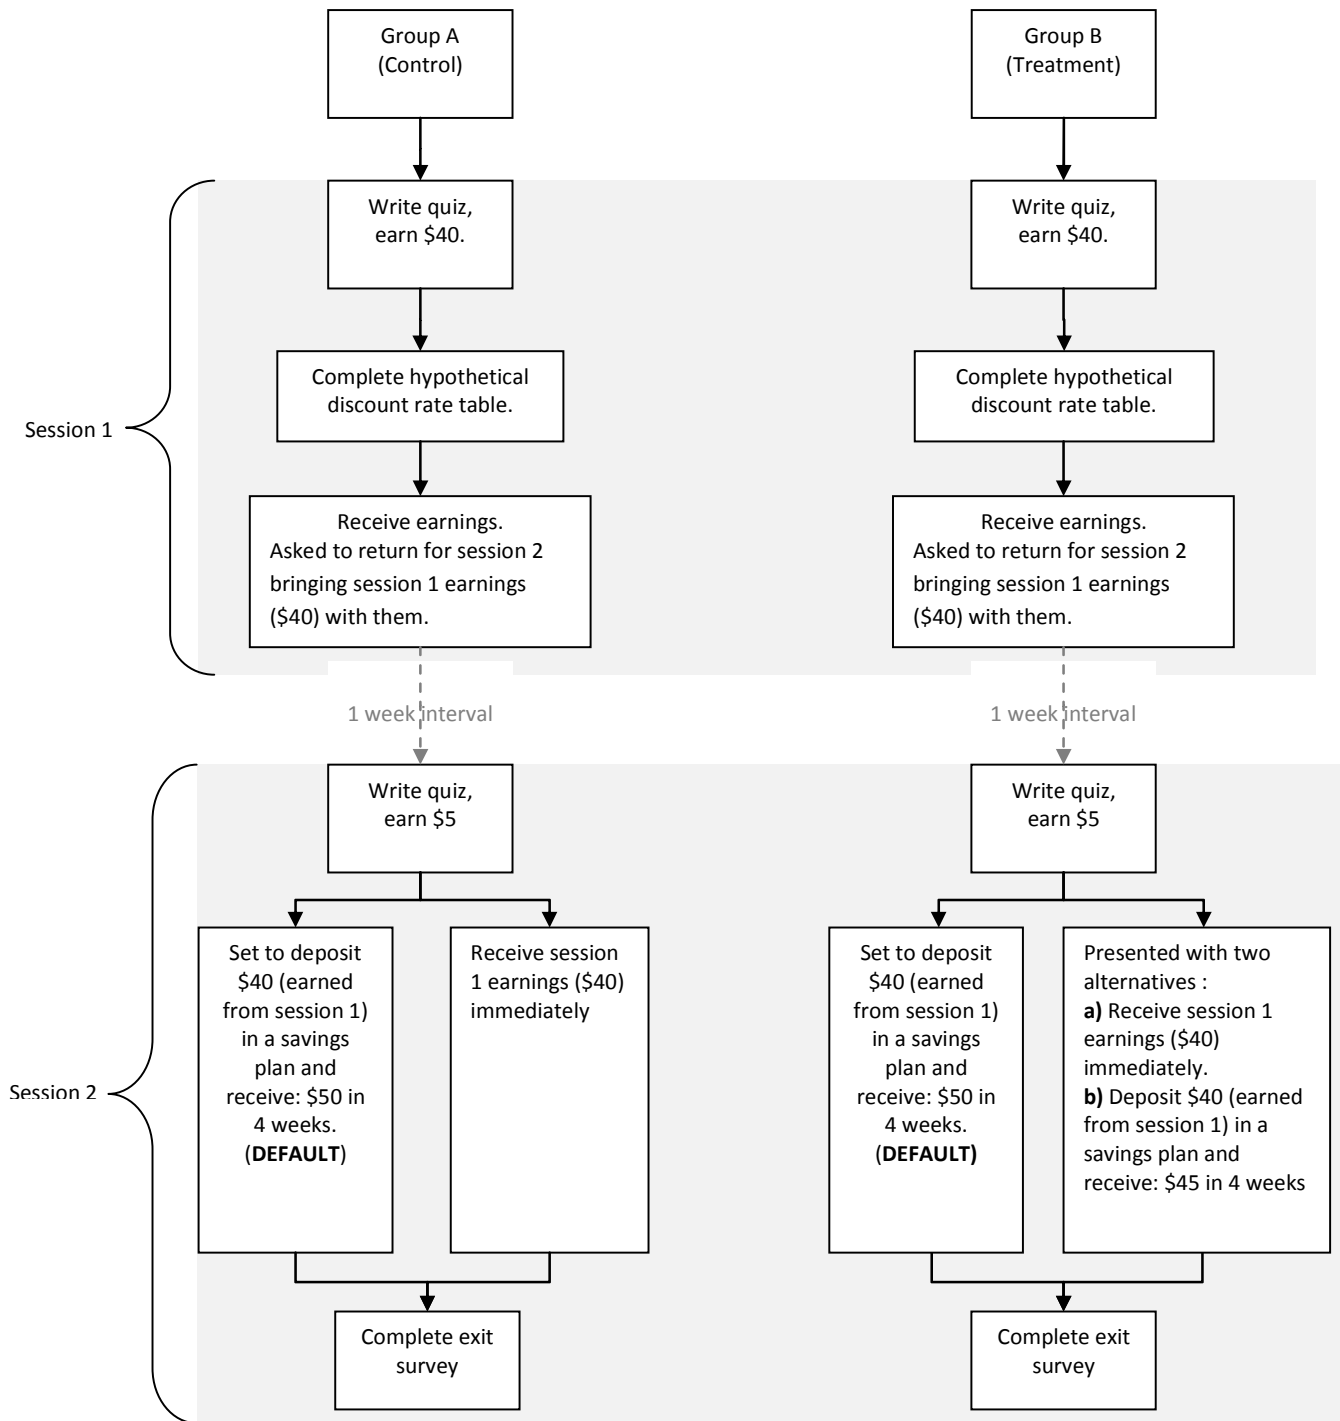 Group A
(Control)
Group B
(Treatment)
Session 1
Write quiz,
earn $40.
Write quiz,
earn $40.
Complete hypothetical
discount rate table.
Complete hypothetical
discount rate table.
Receive earnings.
Asked to return for session 2
bringing session 1 earnings
($40) with them.
Receive earnings.
Asked to return for session 2
bringing session 1 earnings
($40) with them.
1 week interval
1 week interval
Session 2
Write quiz,
earn $5
Write quiz,
earn $5
Set to deposit
$40 (earned
from session 1)
in a savings
plan and
receive: $50 in
4 weeks.
(DEFAULT)
Receive session
1 earnings ($40)
immediately
Set to deposit
$40 (earned
from session 1)
in a savings
plan and
receive: $50 in
4 weeks.
(DEFAULT)
Presented with two
alternatives :
a) Receive session 1
earnings ($40)
immediately.
b) Deposit $40 (earned
from session 1) in a
savings plan and
receive: $45 in 4 weeks
Complete exit
survey
Complete exit
survey